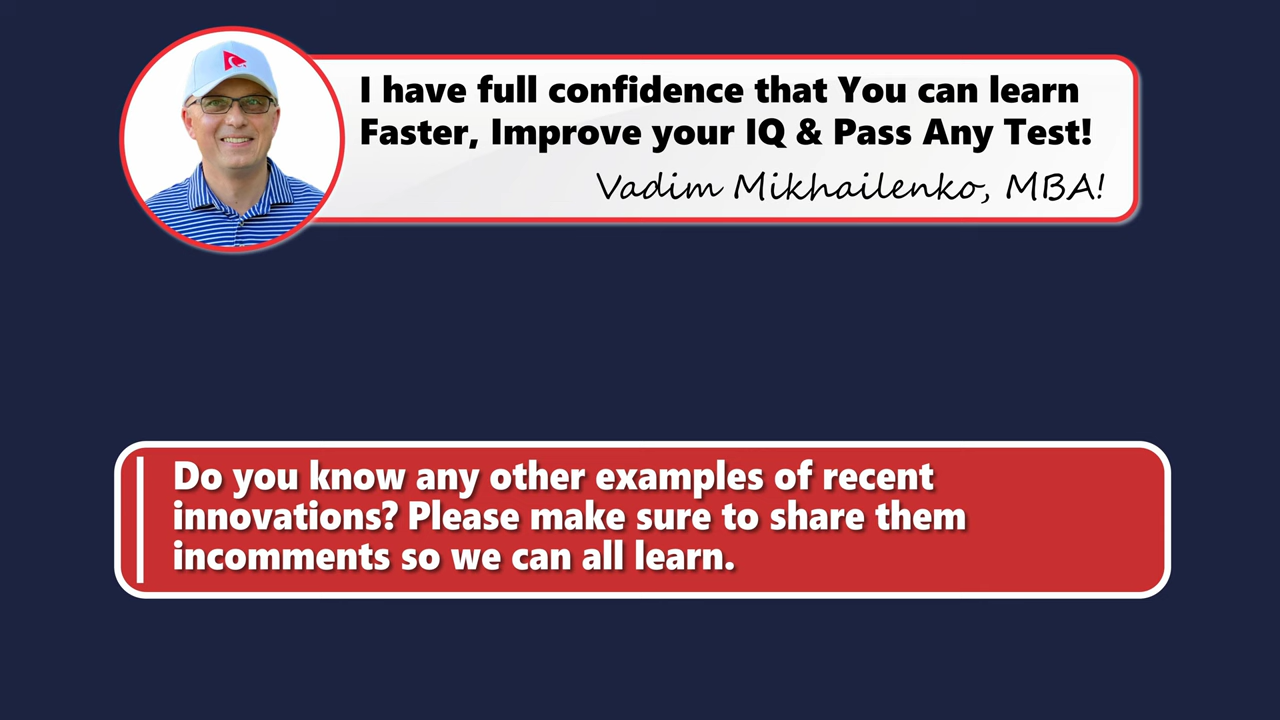 I have full confidence that You can learn
Faster, Improve your IQ & Pass Any Test!
Vadim Mikhailenko, MBA!
Do you know any other examples of recent
innovations? Please make sure to share them
incomments so we can all learn.